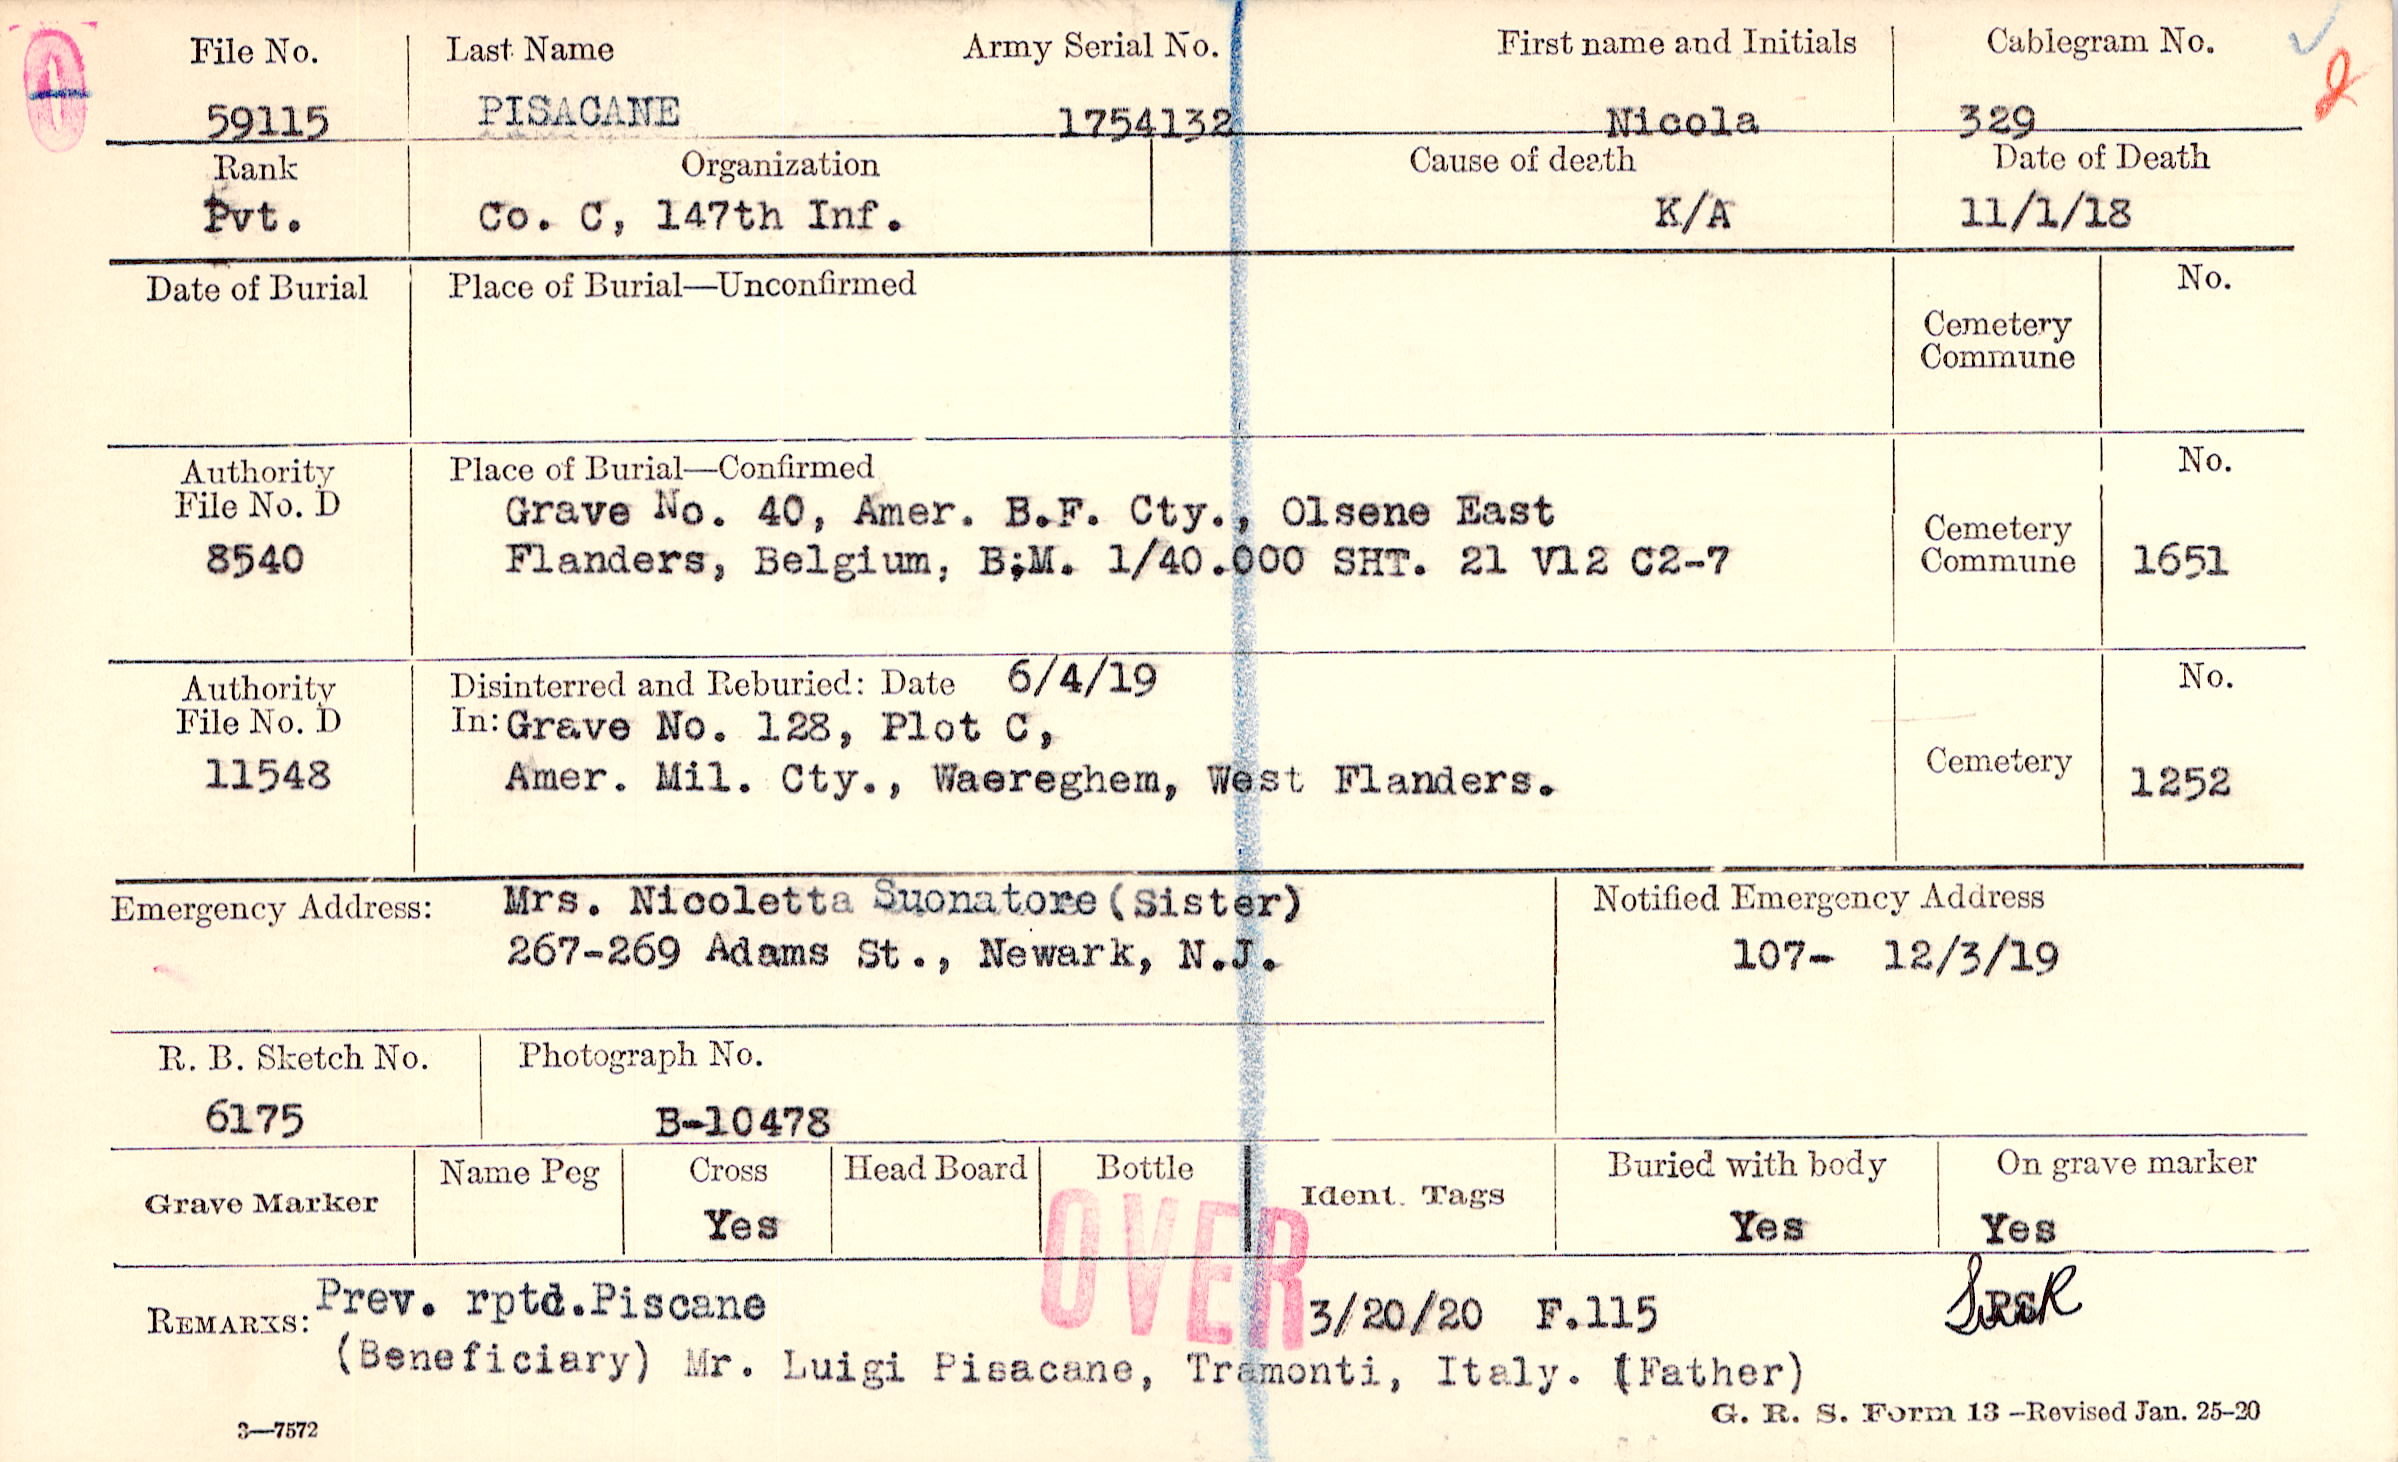 File No. Last Name Army Serial No. First name and Initials Cablegram No.
59115 PISACANE 1754132 Nicola 329
Rank Organization Cause of death Date of Death
Pvt. Co. C, 147th Inf. K/A 11/1/18
Date of Burial Place of Burial—Unconfirmed No.
Cemetery
Commune
Authority Place of Burial—Confirmed No.
File No. D Grave No. 40, Amer. B.F. Cty., Olsene East Cemetery
8540 Flanders, Belgium, B;M. 1/40.000 SHT. 21 V12 C2-7 Commune 1651
Authority Disinterred and Reburied: Date 6/4/19 No.
File No. D In: Grave No. 128, Plot C,
11548 Amer. Mil. Cty., Waereghem, West Flanders. Cemetery 1252
Emergency Address: Mrs. Nicoletta Suonatore (Sister) Notified Emergency Address
267-269 Adams St., Newark, N.J. 107- 12/3/19
R. B. Sketch No. Photograph No.
6175 B-10478
Grave Marker Name Peg Cross Head Board Bottle Ident. Tags Buried with body On grave marker
Yes Yes Yes
OVER
REMARKS: Prev. rptd. Piscane 3/20/20 F.115
(Beneficiary) Mr. Luigi Pisacane, Tramonti, Italy. (Father)
3—7572 G. R. S. Form 13 -Revised Jan. 25-20